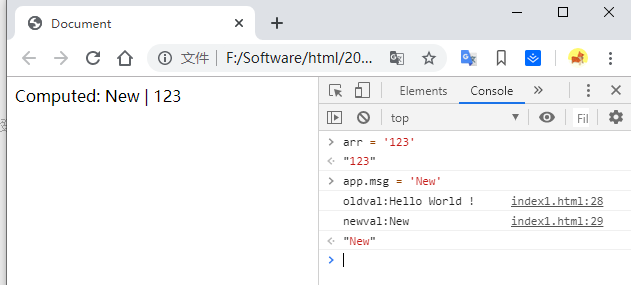 Document
文件 F:/Software/html/20...
Computed: New | 123
Elements Console
top Fil
arr = '123'
"123"
app.msg = 'New'
oldval:Hello World ! index1.html:28
newval:New index1.html:29
"New"